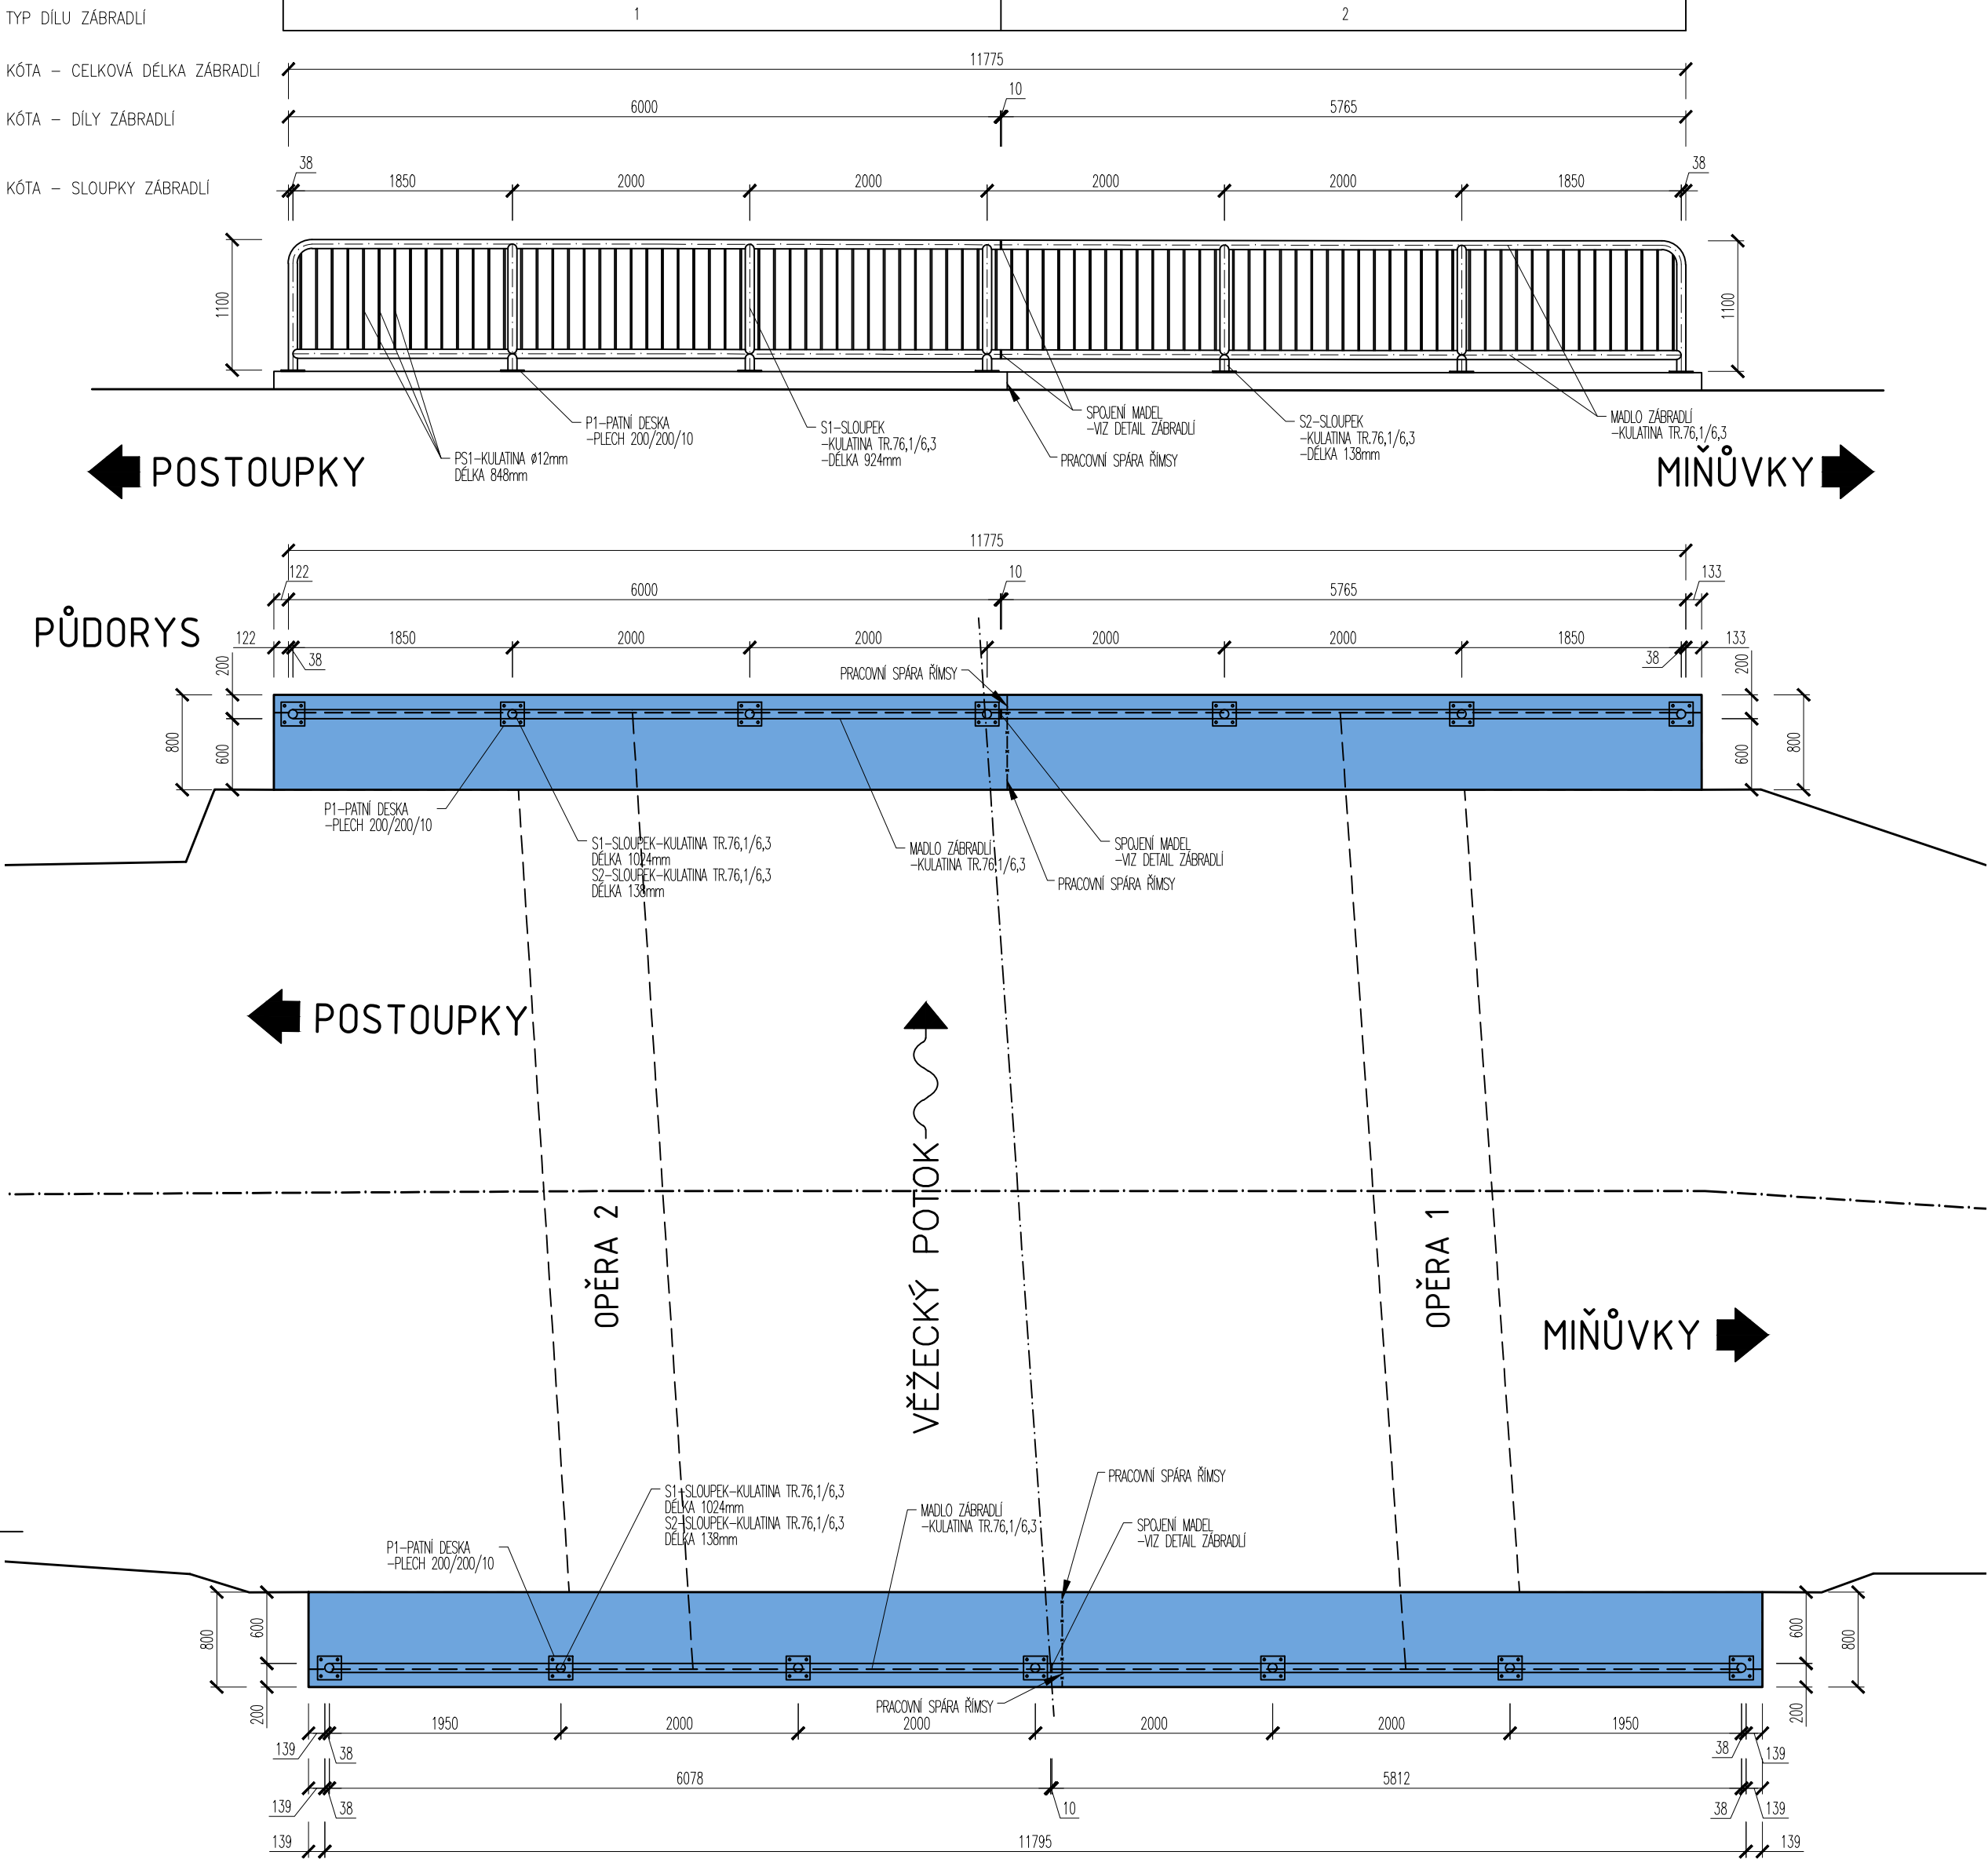 TYP DÍLU ZÁBRADLÍ
1
2
KÓTA - CELKOVÁ DÉLKA ZÁBRADLÍ
11775
KÓTA - DÍLY ZÁBRADLÍ
6000
10
5765
KÓTA - SLOUPKY ZÁBRADLÍ
38
1850
2000
2000
2000
2000
1850
38
1100
1100
P1-PATNÍ DESKA
-PLECH 200/200/10
PS1-KULATINA ø12mm
DÉLKA 848mm
S1-SLOUPEK
-KULATINA TR.76,1/6,3
-DÉLKA 924mm
SPOJENÍ MADEL
-VIZ DETAIL ZÁBRADLÍ
PRACOVNÍ SPÁRA ŘÍMSY
S2-SLOUPEK
-KULATINA TR.76,1/6,3
-DÉLKA 138mm
MADLO ZÁBRADLÍ
-KULATINA TR.76,1/6,3
POSTOUPKY
MIŇŮVKY
11775
122
6000
10
5765
133
PŮDORYS
122
38
1850
2000
2000
2000
2000
1850
38
133
200
600
800
200
600
800
PRACOVNÍ SPÁRA ŘÍMSY
P1-PATNÍ DESKA
-PLECH 200/200/10
S1-SLOUPEK-KULATINA TR.76,1/6,3
DÉLKA 1024mm
S2-SLOUPEK-KULATINA TR.76,1/6,3
DÉLKA 138mm
MADLO ZÁBRADLÍ
-KULATINA TR.76,1/6,3
SPOJENÍ MADEL
-VIZ DETAIL ZÁBRADLÍ
PRACOVNÍ SPÁRA ŘÍMSY
POSTOUPKY
VĚŽECKÝ POTOK
OPĚRA 2
OPĚRA 1
MIŇŮVKY
S1-SLOUPEK-KULATINA TR.76,1/6,3
DÉLKA 1024mm
S2-SLOUPEK-KULATINA TR.76,1/6,3
DÉLKA 138mm
P1-PATNÍ DESKA
-PLECH 200/200/10
MADLO ZÁBRADLÍ
-KULATINA TR.76,1/6,3
PRACOVNÍ SPÁRA ŘÍMSY
SPOJENÍ MADEL
-VIZ DETAIL ZÁBRADLÍ
PRACOVNÍ SPÁRA ŘÍMSY
800
600
200
600
800
200
139
38
1950
2000
2000
2000
2000
1950
38
139
139
38
6078
10
5812
38
139
139
11795
139